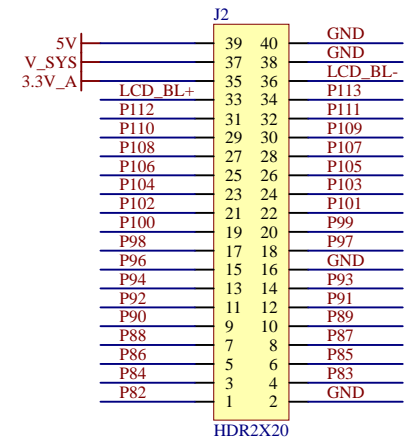 J2
5V 39 40 GND
V_SYS 37 38 GND
3.3V_A 35 36 LCD_BL-
LCD_BL+ 33 34 P113
P112 31 32 P111
P110 29 30 P109
P108 27 28 P107
P106 25 26 P105
P104 23 24 P103
P102 21 22 P101
P100 19 20 P99
P98 17 18 P97
P96 15 16 GND
P94 13 14 P93
P92 11 12 P91
P90 9 10 P89
P88 7 8 P87
P86 5 6 P85
P84 3 4 P83
P82 1 2 GND
HDR2X20